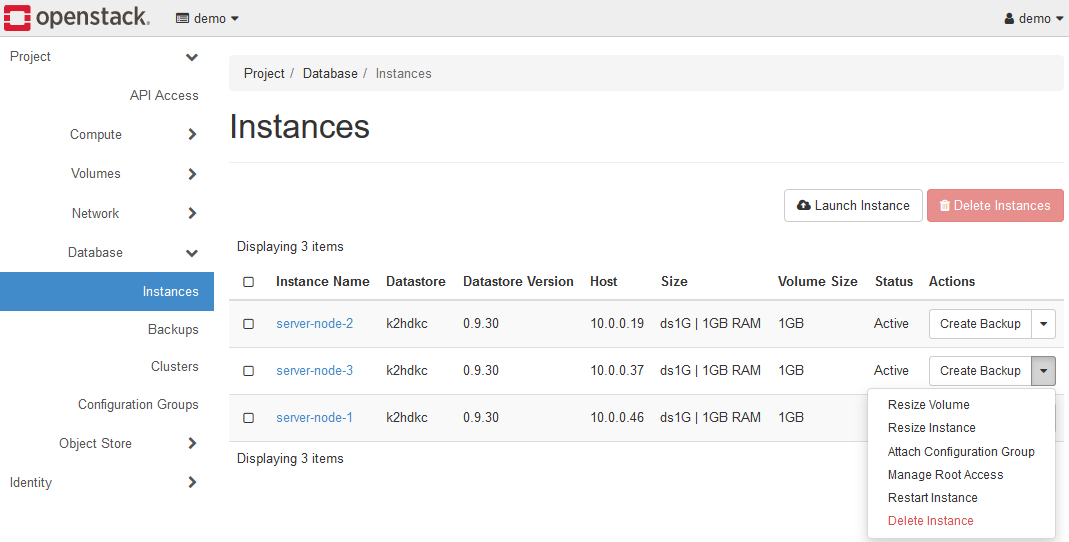 openstack. demo demo
Project
API Access
Compute
Volumes
Network
Database
Instances
Backups
Clusters
Configuration Groups
Object Store
Identity
Project / Database / Instances
Instances
Launch Instance Delete Instances
Displaying 3 items
Instance Name Datastore Datastore Version Host Size Volume Size Status Actions
server-node-2 k2hdkc 0.9.30 10.0.0.19 ds1G | 1GB RAM 1GB Active Create Backup
server-node-3 k2hdkc 0.9.30 10.0.0.37 ds1G | 1GB RAM 1GB Active Create Backup
server-node-1 k2hdkc 0.9.30 10.0.0.46 ds1G | 1GB RAM 1GB
Displaying 3 items
Resize Volume
Resize Instance
Attach Configuration Group
Manage Root Access
Restart Instance
Delete Instance